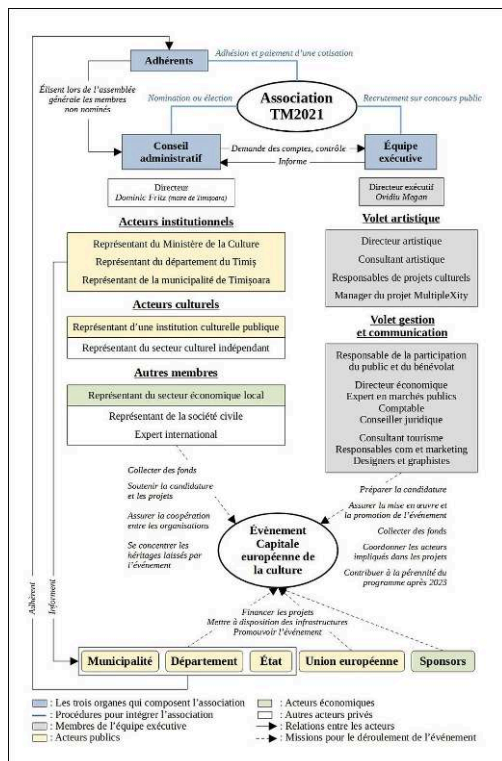 Adhérents
Adhésion et paiement d'une cotisation
Élisent lors de l'assemblée
générale les membres
non nominés
Nomination ou élection
Association
TM2021
Recrutement sur concours public
Conseil
administratif
Demande des comptes, contrôle
Informe
Équipe
exécutive
Directeur
Dominic Fritz (maire de Timișoara)
Directeur exécutif
Ovidiu Megan
Acteurs institutionnels
Représentant du Ministère de la Culture
Représentant du département du Timiș
Représentant de la municipalité de Timișoara
Acteurs culturels
Représentant d'une institution culturelle publique
Représentant du secteur culturel indépendant
Autres membres
Représentant du secteur économique local
Représentant de la société civile
Expert international
Volet artistique
Directeur artistique
Consultant artistique
Responsables de projets culturels
Manager du projet MultipleXity
Volet gestion
et communication
Responsable de la participation
du public et du bénévolat
Directeur économique
Expert en marchés publics
Comptable
Conseiller juridique
Consultant tourisme
Responsables com et marketing
Designers et graphistes
Collecter des fonds
Soutenir la candidature
et les projets
Assurer la coopération
entre les organisations
Se concentrer les
héritages laissés par
l'événement
Évènement
Capitale
européenne de
la culture
Préparer la candidature
Assurer la mise en œuvre et
la promotion de l'événement
Collecter des fonds
Coordonner les acteurs
impliqués dans les projets
Contribuer à la pérennité du
programme après 2023
Adhérent
Informent
Financer les projets
Mettre à disposition des infrastructures
Promouvoir l'événement
Municipalité
Département
État
Union européenne
Sponsors
: Les trois organes qui composent l'association
: Procédures pour intégrer l'association
: Membres de l'équipe exécutive
: Acteurs publics
: Acteurs économiques
: Autres acteurs privés
: Relations entre les acteurs
: Missions pour le déroulement de l'événement